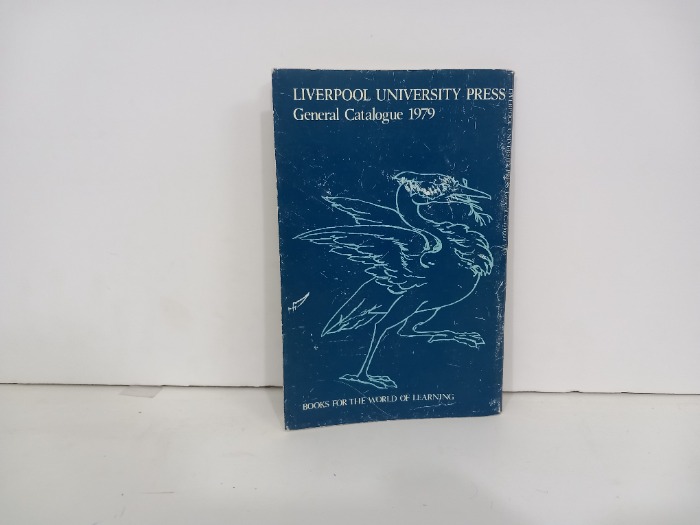 LIVERPOOL UNIVERSITY PRESS
General Catalogue 1979
BOOKS FOR THE WORLD OF LEARNING